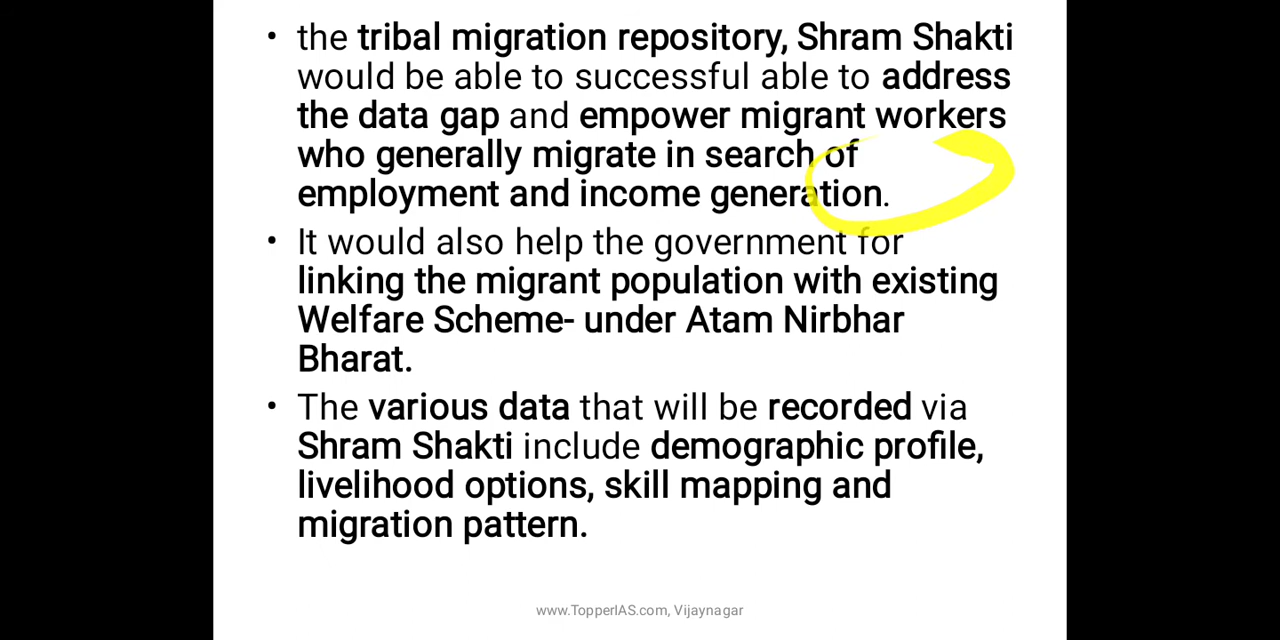 • the tribal migration repository, Shram Shakti
would be able to successful able to address
the data gap and empower migrant workers
who generally migrate in search of
employment and income generation.
• It would also help the government for
linking the migrant population with existing
Welfare Scheme- under Atam Nirbhar
Bharat.
• The various data that will be recorded via
Shram Shakti include demographic profile,
livelihood options, skill mapping and
migration pattern.
www.TopperIAS.com, Vijaynagar